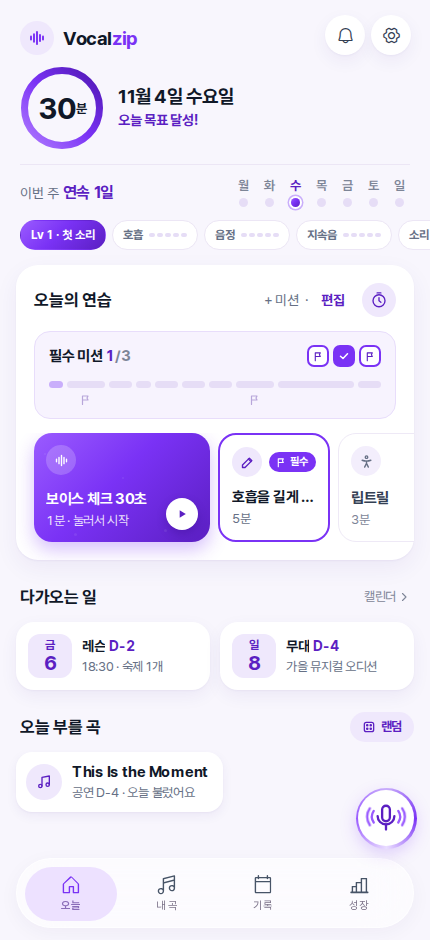 Vocalzip
30분
11월 4일 수요일
오늘 목표 달성!
이번 주 연속 1일
월 화 수 목 금 토 일
Lv 1 · 첫 소리 호흡 음정 지속음 소리
오늘의 연습
+ 미션 · 편집
필수 미션 1/3
보이스 체크 30초
1분 · 눌러서 시작
필수
호흡을 길게 ...
5분
립트릴
3분
다가오는 일
캘린더
금
6
레슨 D-2
18:30 · 숙제 1개
일
8
무대 D-4
가을 뮤지컬 오디션
오늘 부를 곡
랜덤
This Is the Moment
공연 D-4 · 오늘 불렀어요
오늘 내 곡 기록 성장